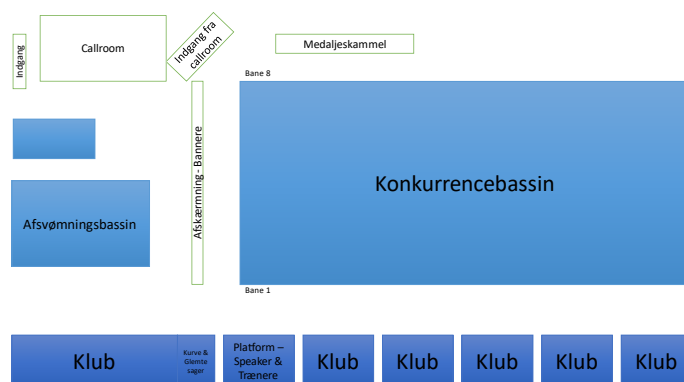 Indgang
Callroom
Indgang fra
callroom
Medaljeskammel
Bane 8
Afskærmning - Bannere
Konkurrencebassin
Afsvømningsbassin
Bane 1
Klub
Kurve &
Glemte
sager
Platform –
Speaker &
Trænere
Klub
Klub
Klub
Klub
Klub